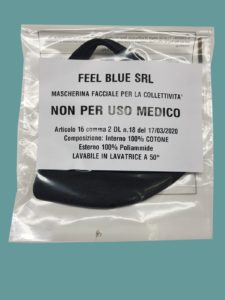 FEEL BLUE SRL
MASCHERINA FACCIALE PER LA COLLETTIVITA'
NON PER USO MEDICO
Articolo 16 comma 2 DL n.18 del 17/03/2020
Composizione: Interno 100% COTONE
Esterno 100% Poliammide
LAVABILE IN LAVATRICE A 50°